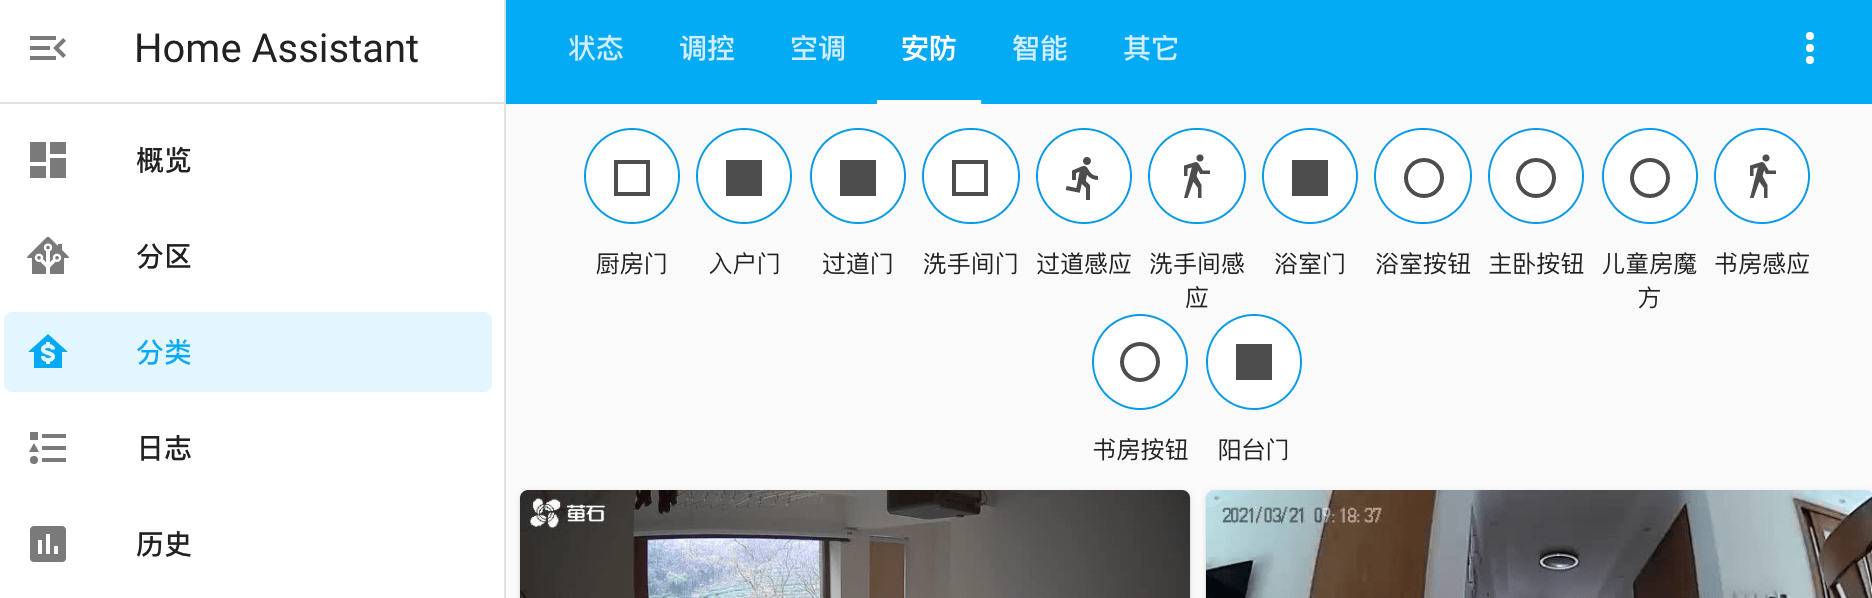 Home Assistant
状态 调控 空调 安防 智能 其它
概览
分区
分类
日志
历史
厨房门 入户门 过道门 洗手间门 过道感应 洗手间感应 浴室门 浴室按钮 主卧按钮 儿童房魔方 书房感应
书房按钮 阳台门
萤石
2021/03/21 09:18:37